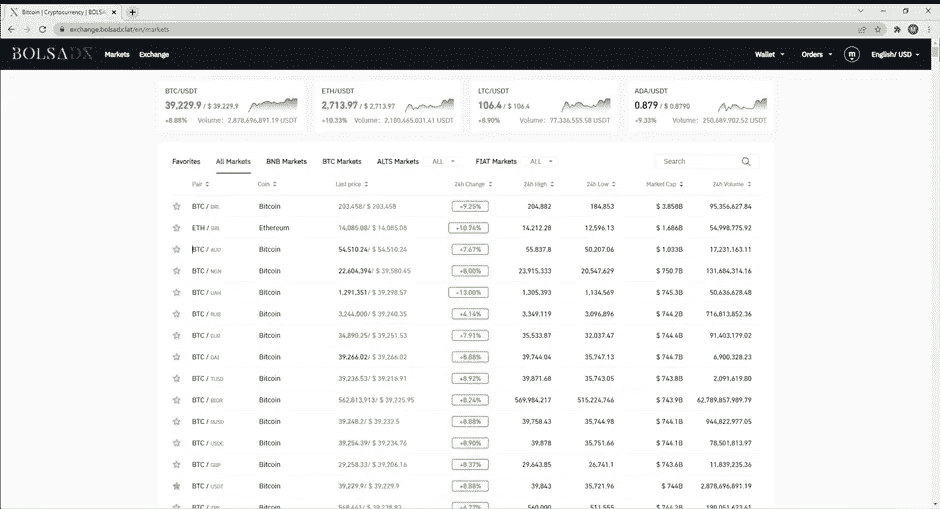 Bitcoin | Cryptocurrency | BOLSA
exchange.bolsadx.lat/en/markets
BOLSADX Markets Exchange Wallet Orders m English/ USD
BTC/USDT ETH/USDT LTC/USDT ADA/USDT
39,229.9 / $ 39,229.9 2,713.97 / $ 2,713.97 106.4 / $ 106.4 0.879 / $ 0.8790
+8.88% Volume: 2,878,696,891.19 USDT +10.33% Volume: 2,180,465,031.41 USDT +8.90% Volume: 77,336,555.58 USDT +9.33% Volume: 250,689,902.52 USDT
Favorites All Markets BNB Markets BTC Markets ALTS Markets ALL FIAT Markets ALL Search
Pair Coin Last price 24h Change 24h High 24h Low Market Cap 24h Volume
BTC / BRL Bitcoin 203,458/ $ 203,458 +9.25% 204,882 184,853 $ 3.858B 95,356,627.84
ETH / BRL Ethereum 14,085.08/ $ 14,085.08 +10.74% 14,212.28 12,596.13 $ 1.686B 54,998,775.92
BTC / AUD Bitcoin 54,510.24/ $ 54,510.24 +7.67% 55,837.8 50,207.06 $ 1.033B 17,231,163.11
BTC / NGN Bitcoin 22,604,394/ $ 39,580.45 +8.00% 23,915,333 20,547,629 $ 750.7B 131,684,314.16
BTC / UAH Bitcoin 1,291,351/ $ 39,298.57 +13.00% 1,305,393 1,134,569 $ 745.3B 50,636,628.48
BTC / RUB Bitcoin 3,244,000/ $ 39,240.35 +4.14% 3,349,119 3,096,896 $ 744.2B 716,813,852.36
BTC / EUR Bitcoin 34,890.25/ $ 39,251.53 +7.91% 35,533.87 32,037.47 $ 744.4B 91,403,179.02
BTC / DAI Bitcoin 39,266.02/ $ 39,266.02 +8.88% 39,744.04 35,747.13 $ 744.7B 6,900,328.23
BTC / TUSD Bitcoin 39,236.53/ $ 39,216.91 +8.92% 39,871.68 35,743.05 $ 743.8B 2,091,619.80
BTC / BIDR Bitcoin 562,813,913/ $ 39,225.95 +8.24% 569,984,217 515,224,746 $ 743.9B 62,789,857,989.79
BTC / BUSD Bitcoin 39,248.2/ $ 39,232.5 +8.88% 39,758.43 35,744.98 $ 744.1B 944,822,977.05
BTC / USDC Bitcoin 39,254.39/ $ 39,234.76 +8.90% 39,878 35,751.66 $ 744.1B 78,501,813.97
BTC / GBP Bitcoin 29,258.33/ $ 39,206.16 +8.37% 29,643.85 26,741.1 $ 743.6B 11,839,235.36
BTC / USDT Bitcoin 39,229.9/ $ 39,229.9 +8.88% 39,843 35,721.96 $ 744B 2,878,696,891.19